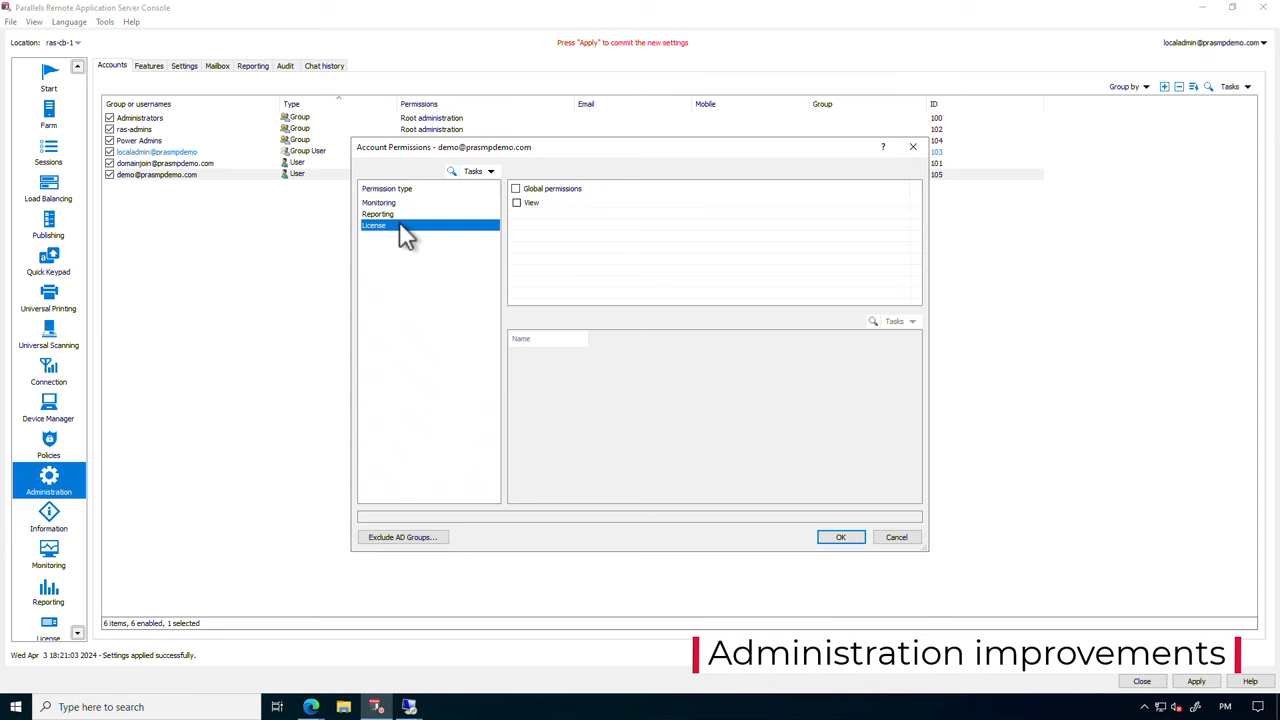 Parallels Remote Application Server Console
File View Language Tools Help
Location: ras-cb-1
Press "Apply" to commit the new settings
localadmin@prasmpdemo.com
Start
Farm
Sessions
Load Balancing
Publishing
Quick Keypad
Universal Printing
Universal Scanning
Connection
Device Manager
Policies
Administration
Information
Monitoring
Reporting
License
Accounts Features Settings Mailbox Reporting Audit Chat history
Group by Tasks
Group or usernames Type Permissions Email Mobile Group ID
Administrators Group Root administration 100
ras-admins Group Root administration 102
Power Admins Group 104
localadmin@prasmpdemo.com Group User 103
domainjoin@prasmpdemo.com User 101
demo@prasmpdemo.com User 105
Account Permissions - demo@prasmpdemo.com
?
Tasks
Permission type
Monitoring
Reporting
License
Global permissions
View
Tasks
Name
Exclude AD Groups...
OK Cancel
6 items, 6 enabled, 1 selected
Wed Apr 3 18:21:03 2024 - Settings applied successfully.
Administration improvements
Close Apply Help
Type here to search
PM